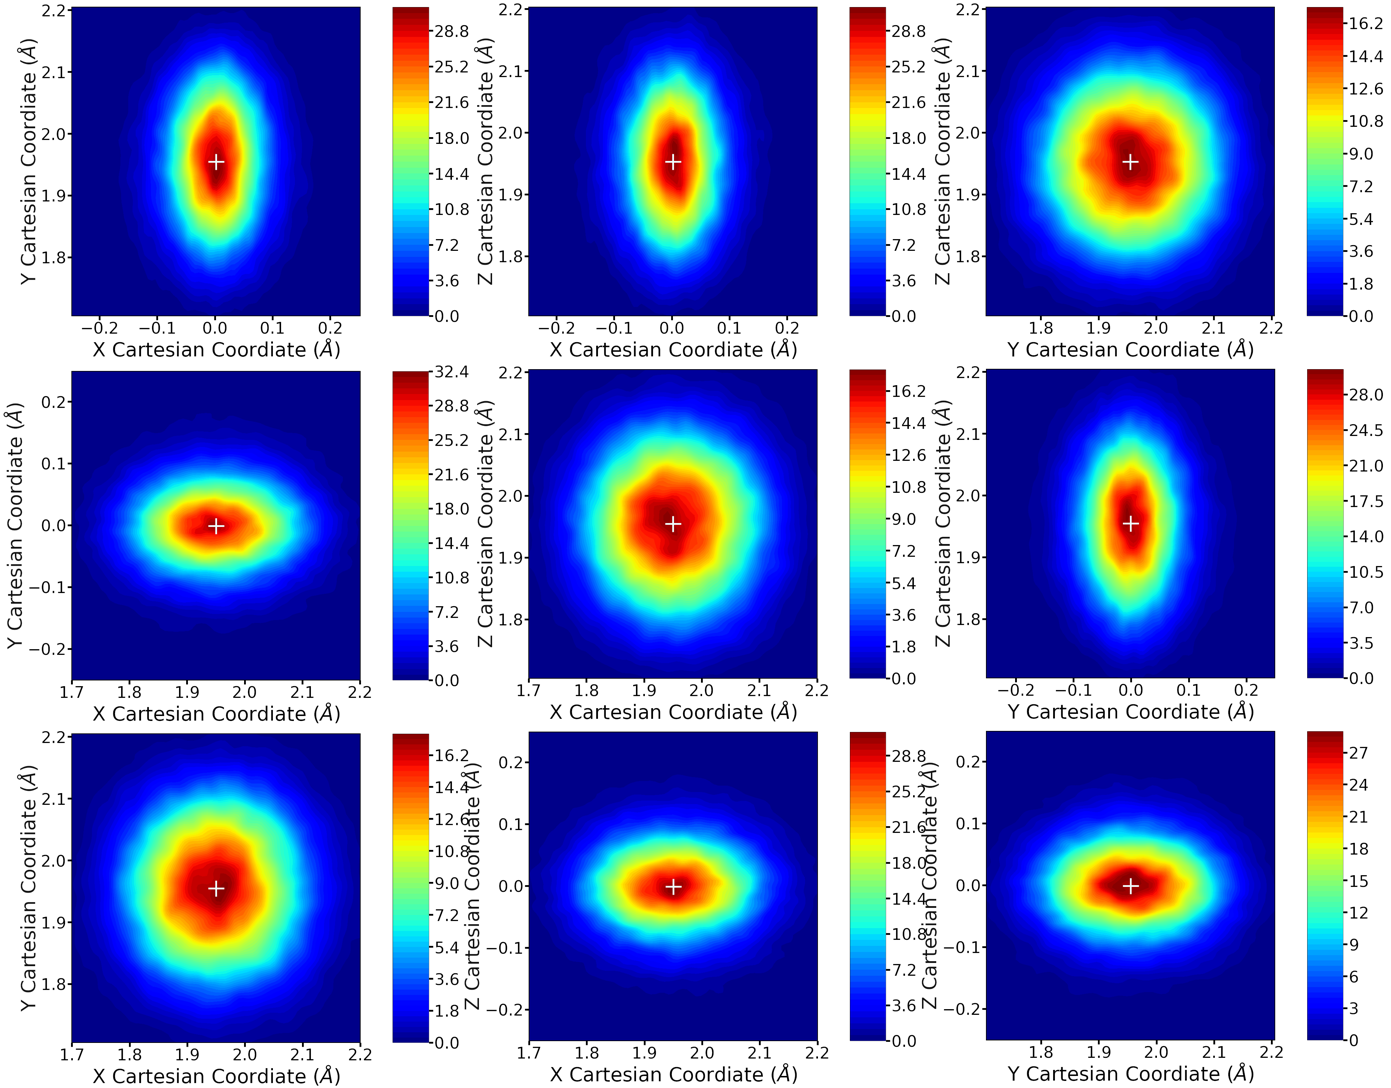 2.2 2.1 2.0 1.9 1.8
Y Cartesian Coordiate (Å)
−0.2 −0.1 0.0 0.1 0.2
X Cartesian Coordiate (Å)
28.8 25.2 21.6 18.0 14.4 10.8 7.2 3.6 0.0
2.2 2.1 2.0 1.9 1.8
Z Cartesian Coordiate (Å)
−0.2 −0.1 0.0 0.1 0.2
X Cartesian Coordiate (Å)
28.8 25.2 21.6 18.0 14.4 10.8 7.2 3.6 0.0
2.2 2.1 2.0 1.9 1.8
Z Cartesian Coordiate (Å)
1.8 1.9 2.0 2.1 2.2
Y Cartesian Coordiate (Å)
16.2 14.4 12.6 10.8 9.0 7.2 5.4 3.6 1.8 0.0
0.2 0.1 0.0 −0.1 −0.2
Y Cartesian Coordiate (Å)
1.7 1.8 1.9 2.0 2.1 2.2
X Cartesian Coordiate (Å)
32.4 28.8 25.2 21.6 18.0 14.4 10.8 7.2 3.6 0.0
2.2 2.1 2.0 1.9 1.8
Z Cartesian Coordiate (Å)
1.7 1.8 1.9 2.0 2.1 2.2
X Cartesian Coordiate (Å)
16.2 14.4 12.6 10.8 9.0 7.2 5.4 3.6 1.8 0.0
2.2 2.1 2.0 1.9 1.8
Z Cartesian Coordiate (Å)
−0.2 −0.1 0.0 0.1 0.2
Y Cartesian Coordiate (Å)
28.0 24.5 21.0 17.5 14.0 10.5 7.0 3.5 0.0
2.2 2.1 2.0 1.9 1.8
Y Cartesian Coordiate (Å)
1.7 1.8 1.9 2.0 2.1 2.2
X Cartesian Coordiate (Å)
16.2 14.4 12.6 10.8 9.0 7.2 5.4 3.6 1.8 0.0
0.2 0.1 0.0 −0.1 −0.2
Z Cartesian Coordiate (Å)
1.7 1.8 1.9 2.0 2.1 2.2
X Cartesian Coordiate (Å)
28.8 25.2 21.6 18.0 14.4 10.8 7.2 3.6 0.0
0.2 0.1 0.0 −0.1 −0.2
Z Cartesian Coordiate (Å)
1.8 1.9 2.0 2.1 2.2
Y Cartesian Coordiate (Å)
27 24 21 18 15 12 9 6 3 0